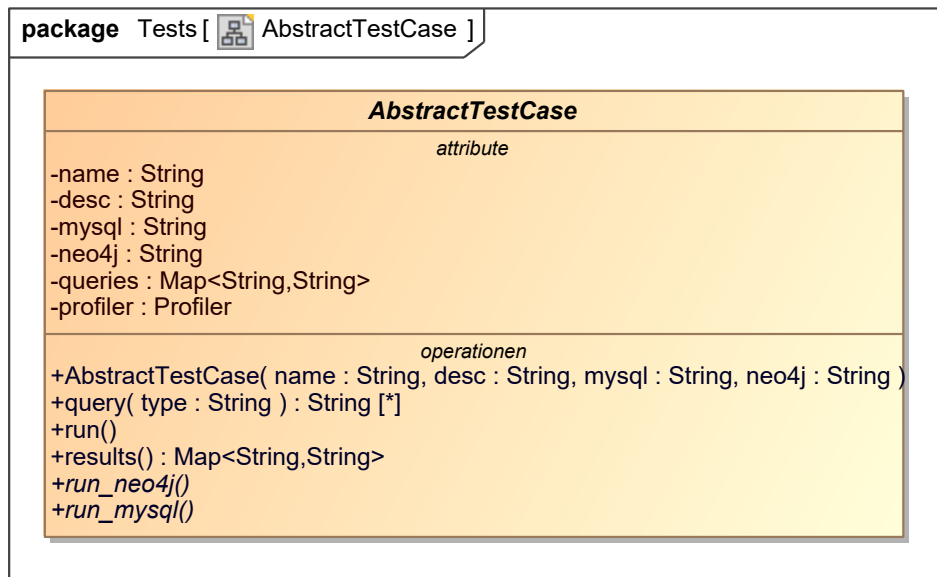 package Tests [ AbstractTestCase ]
AbstractTestCase
attribute
-name : String
-desc : String
-mysql : String
-neo4j : String
-queries : Map<String,String>
-profiler : Profiler
operationen
+AbstractTestCase( name : String, desc : String, mysql : String, neo4j : String )
+query( type : String ) : String [*]
+run()
+results() : Map<String,String>
+run_neo4j()
+run_mysql()